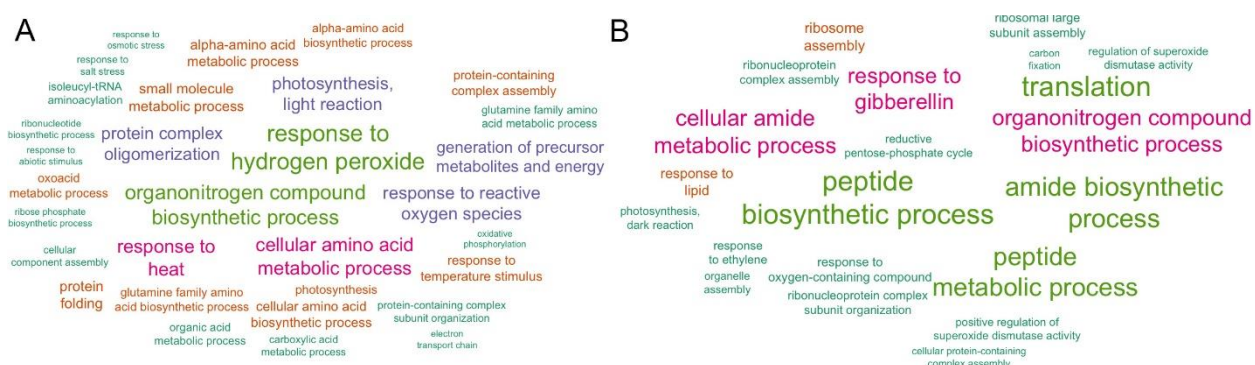 A
response to
osmotic stress
alpha-amino acid
metabolic process
alpha-amino acid
biosynthetic process
response to
salt stress
isoleucyl-tRNA
aminoacylation
small molecule
metabolic process
photosynthesis,
light reaction
protein-containing
complex assembly
glutamine family amino
acid metabolic process
ribonucleotide
biosynthetic process
protein complex
oligomerization
response to
hydrogen peroxide
generation of precursor
metabolites and energy
response to
abiotic stimulus
oxoacid
metabolic process
organonitrogen compound
biosynthetic process
response to reactive
oxygen species
ribose phosphate
biosynthetic process
cellular
component assembly
response to
heat
cellular amino acid
metabolic process
oxidative
phosphorylation
response to
temperature stimulus
protein
folding
glutamine family amino
acid biosynthetic process
photosynthesis
cellular amino acid
biosynthetic process
protein-containing complex
subunit organization
organic acid
metabolic process
carboxylic acid
metabolic process
electron
transport chain
B
ribosome
assembly
ribosomal large
subunit assembly
ribonucleoprotein
complex assembly
response to
gibberellin
carbon
fixation
regulation of superoxide
dismutase activity
translation
cellular amide
metabolic process
organonitrogen compound
biosynthetic process
reductive
pentose-phosphate cycle
response to
lipid
peptide
biosynthetic process
amide biosynthetic
process
photosynthesis,
dark reaction
response
to ethylene
response to
oxygen-containing compound
peptide
metabolic process
organelle
assembly
ribonucleoprotein complex
subunit organization
positive regulation of
superoxide dismutase activity
cellular protein-containing
complex assembly